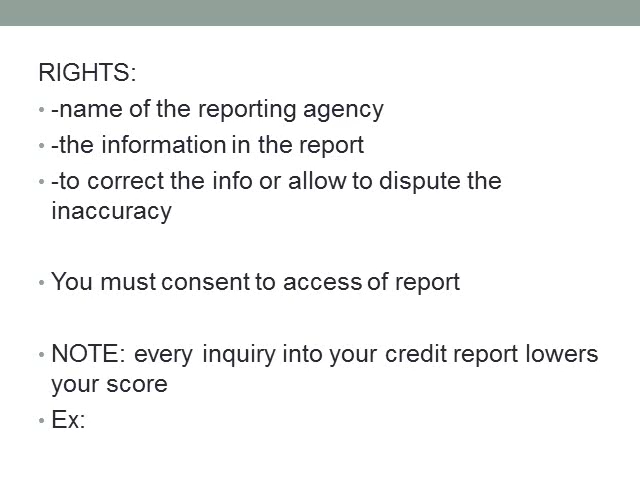 RIGHTS:
• -name of the reporting agency
• -the information in the report
• -to correct the info or allow to dispute the
inaccuracy
• You must consent to access of report
• NOTE: every inquiry into your credit report lowers
your score
• Ex: